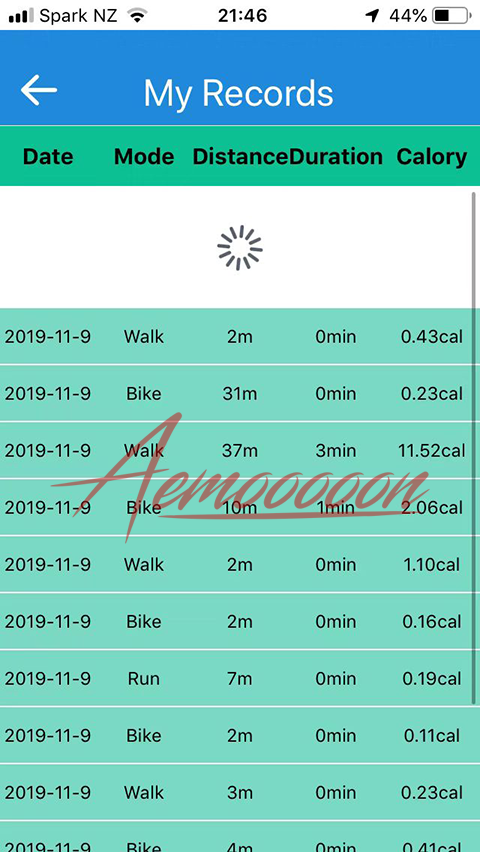 Spark NZ 21:46 44%
My Records
Date Mode Distance Duration Calory
2019-11-9 Walk 2m 0min 0.43cal
2019-11-9 Bike 31m 0min 0.23cal
2019-11-9 Walk 37m 3min 11.52cal
Aemooooon
2019-11-9 Bike 10m 1min 2.06cal
2019-11-9 Walk 2m 0min 1.10cal
2019-11-9 Bike 2m 0min 0.16cal
2019-11-9 Run 7m 0min 0.19cal
2019-11-9 Bike 2m 0min 0.11cal
2019-11-9 Walk 3m 0min 0.23cal
2019-11-9 Bike 4m 0min 0.41cal